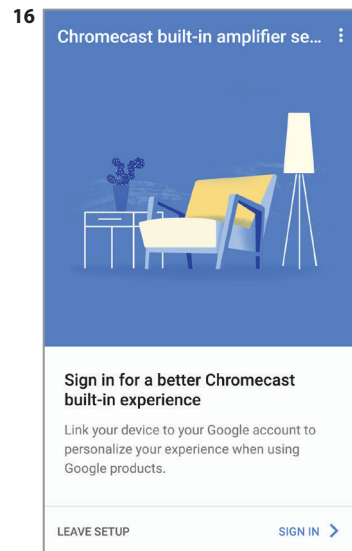 16
Chromecast built-in amplifier se...
Sign in for a better Chromecast
built-in experience
Link your device to your Google account to
personalize your experience when using
Google products.
LEAVE SETUP
SIGN IN